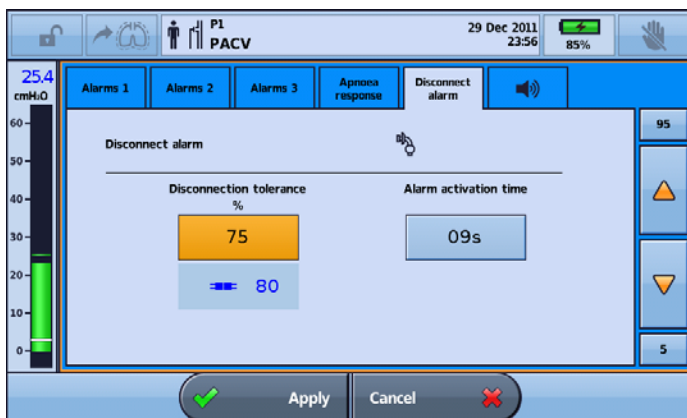 P1
PACV
29 Dec 2011
23:56
85%
25.4
cmH2O
60
50
40
30
20
10
0
Alarms 1
Alarms 2
Alarms 3
Apnoea
response
Disconnect
alarm
Disconnect alarm
Disconnection tolerance
%
75
80
Alarm activation time
09s
95
5
Apply
Cancel